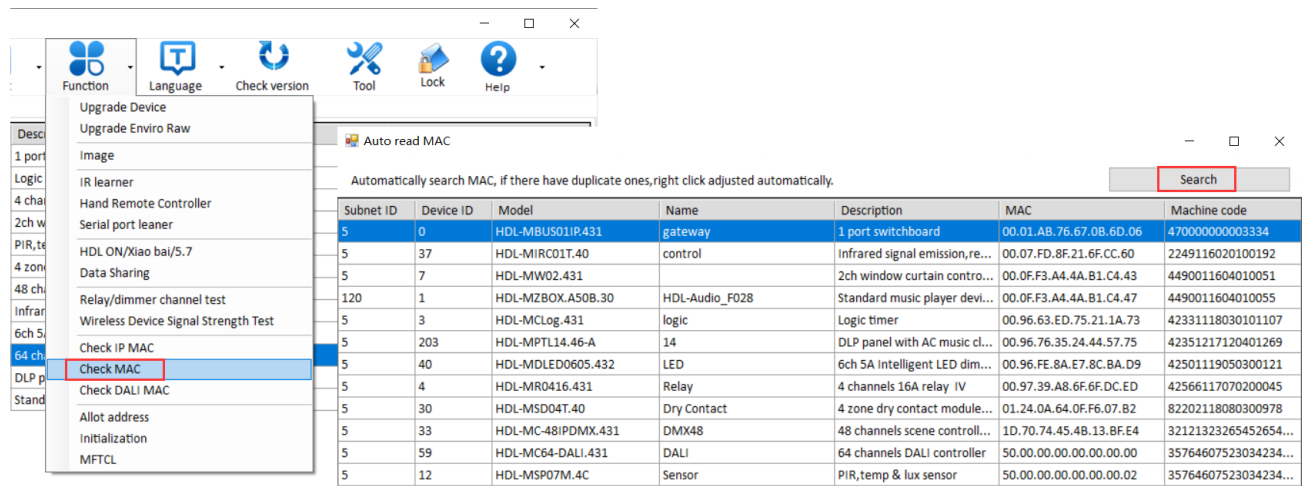 Function Language Check version Tool Lock Help
Upgrade Device
Upgrade Enviro Raw
Image
IR learner
Hand Remote Controller
Serial port leaner
HDL ON/Xiao bai/5.7
Data Sharing
Relay/dimmer channel test
Wireless Device Signal Strength Test
Check IP MAC
Check MAC
Check DALI MAC
Allot address
Initialization
MFTCL
Descr
1 port
Logic
4 chan
2ch w
PIR,te
4 zone
48 cha
Infrar
6ch 5A
64 cha
DLP p
Stand
Auto read MAC
Automatically search MAC, if there have duplicate ones,right click adjusted automatically. Search
Subnet ID Device ID Model Name Description MAC Machine code
5 0 HDL-MBUS01IP.431 gateway 1 port switchboard 00.01.AB.76.67.0B.6D.06 470000000003334
5 37 HDL-MIRC01T.40 control Infrared signal emission,re... 00.07.FD.8F.21.6F.CC.60 2249116020100192
5 7 HDL-MW02.431 2ch window curtain contro... 00.0F.F3.A4.4A.B1.C4.43 4490011604010051
120 1 HDL-MZBOX.A50B.30 HDL-Audio_F028 Standard music player devi... 00.0F.F3.A4.4A.B1.C4.47 4490011604010055
5 3 HDL-MCLog.431 logic Logic timer 00.96.63.ED.75.21.1A.73 42331118030101107
5 203 HDL-MPTL14.46-A 14 DLP panel with AC music cl... 00.96.76.35.24.44.57.75 42351217120401269
5 40 HDL-MDLED0605.432 LED 6ch 5A Intelligent LED dim... 00.96.FE.8A.E7.8C.BA.D9 42501119050300121
5 4 HDL-MR0416.431 Relay 4 channels 16A relay IV 00.97.39.A8.6F.6F.DC.ED 42566117070200045
5 30 HDL-MSD04T.40 Dry Contact 4 zone dry contact module... 01.24.0A.64.0F.F6.07.B2 82202118080300978
5 33 HDL-MC-48IPDMX.431 DMX48 48 channels scene controll... 1D.70.74.45.4B.13.BF.E4 32121323265452654...
5 59 HDL-MC64-DALI.431 DALI 64 channels DALI controller 50.00.00.00.00.00.00.00 35764607523034234...
5 12 HDL-MSP07M.4C Sensor PIR,temp & lux sensor 50.00.00.00.00.00.00.02 35764607523034234...